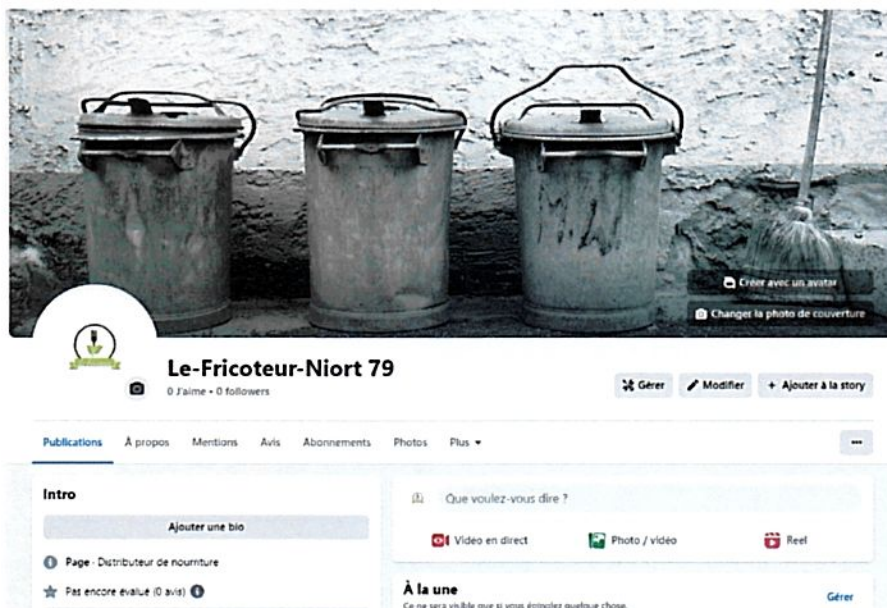 Créer avec un avatar
Changer la photo de couverture
Le-Fricoteur-Niort 79
0 J'aime • 0 followers
Gérer
Modifier
+ Ajouter à la story
Publications À propos Mentions Avis Abonnements Photos Plus
Intro
Ajouter une bio
Page · Distributeur de nourriture
Pas encore évalué (0 avis)
Que voulez-vous dire ?
Vidéo en direct
Photo / vidéo
Reel
À la une
Gérer
Ce ne sera visible que si vous épinglez quelque chose.